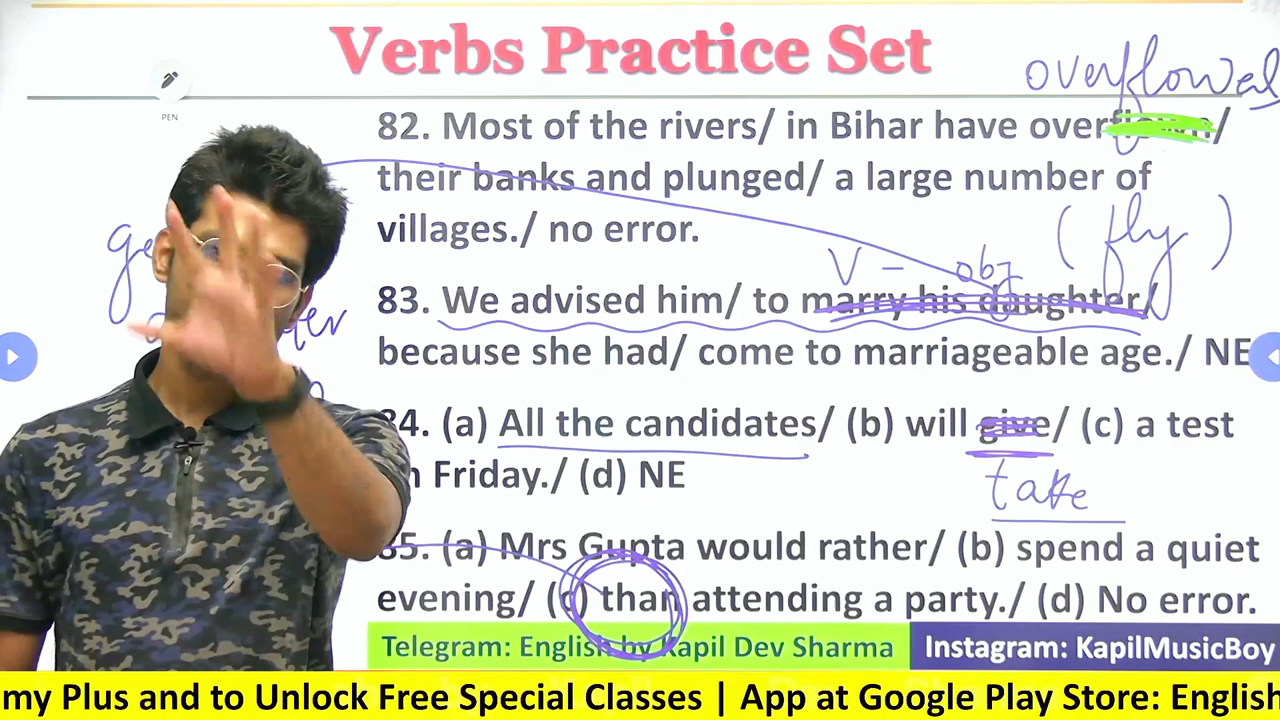 Verbs Practice Set
PEN
overflowed
82. Most of the rivers/ in Bihar have overflown/
their banks and plunged/ a large number of
villages./ no error.
(fly)
V - obj
83. We advised him/ to marry his daughter/
because she had/ come to marriageable age./ NE
84. (a) All the candidates/ (b) will give/ (c) a test
Friday./ (d) NE
take
85. (a) Mrs Gupta would rather/ (b) spend a quiet
evening/ (c) than attending a party./ (d) No error.
Telegram: English by Kapil Dev Sharma
Instagram: KapilMusicBoy
my Plus and to Unlock Free Special Classes | App at Google Play Store: English